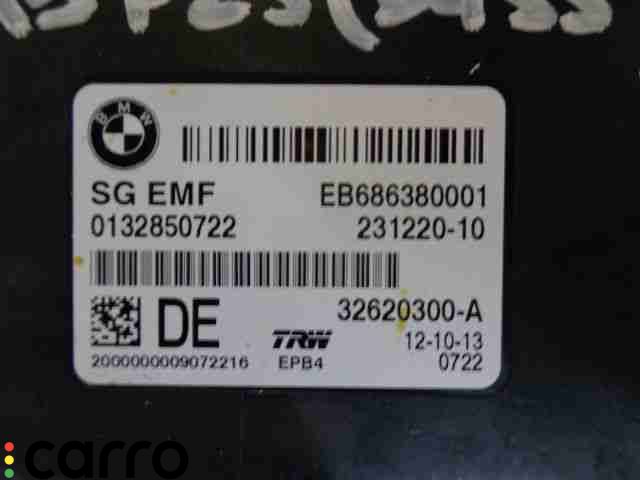 BMW
SG EMF EB686380001
0132850722 231220-10
32620300-A
DE TRW 12-10-13
2000000009072216 EPB4 0722
carro